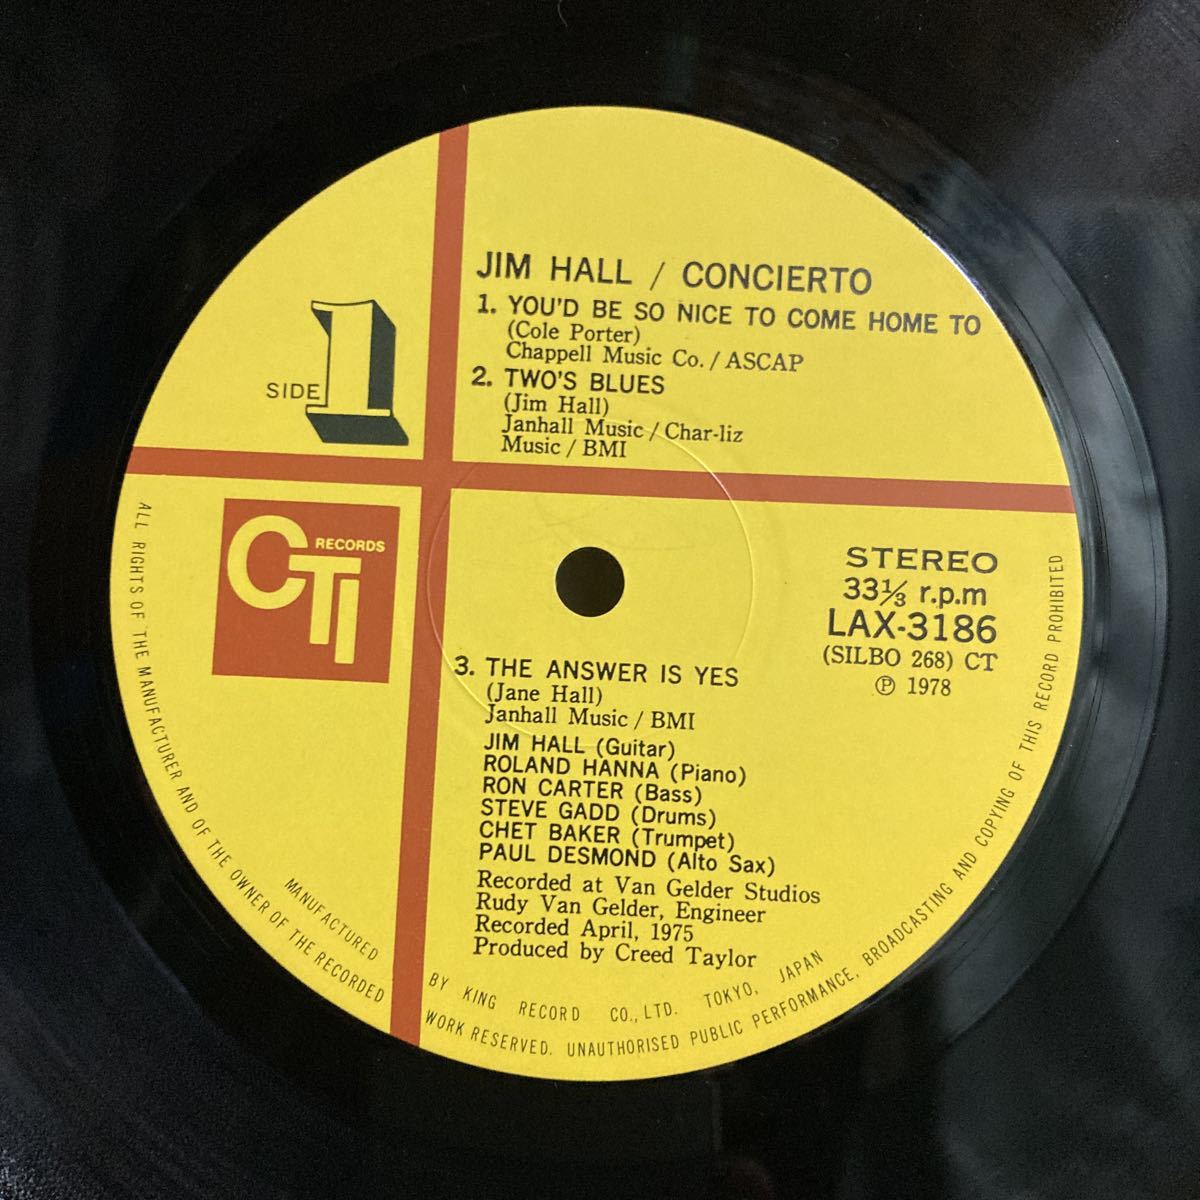 JIM HALL / CONCIERTO
1. YOU'D BE SO NICE TO COME HOME TO
(Cole Porter)
Chappell Music Co. / ASCAP
2. TWO'S BLUES
(Jim Hall)
Janhall Music / Char-liz
Music / BMI
SIDE 1
CTI RECORDS
STEREO
33⅓ r.p.m
LAX-3186
(SILBO 268) CT
Ⓟ 1978
3. THE ANSWER IS YES
(Jane Hall)
Janhall Music / BMI
JIM HALL (Guitar)
ROLAND HANNA (Piano)
RON CARTER (Bass)
STEVE GADD (Drums)
CHET BAKER (Trumpet)
PAUL DESMOND (Alto Sax)
Recorded at Van Gelder Studios
Rudy Van Gelder, Engineer
Recorded April, 1975
Produced by Creed Taylor
MANUFACTURED BY KING RECORD CO., LTD. TOKYO, JAPAN
ALL RIGHTS OF THE MANUFACTURER AND OF THE OWNER OF THE RECORDED WORK RESERVED. UNAUTHORISED PUBLIC PERFORMANCE, BROADCASTING AND COPYING OF THIS RECORD PROHIBITED